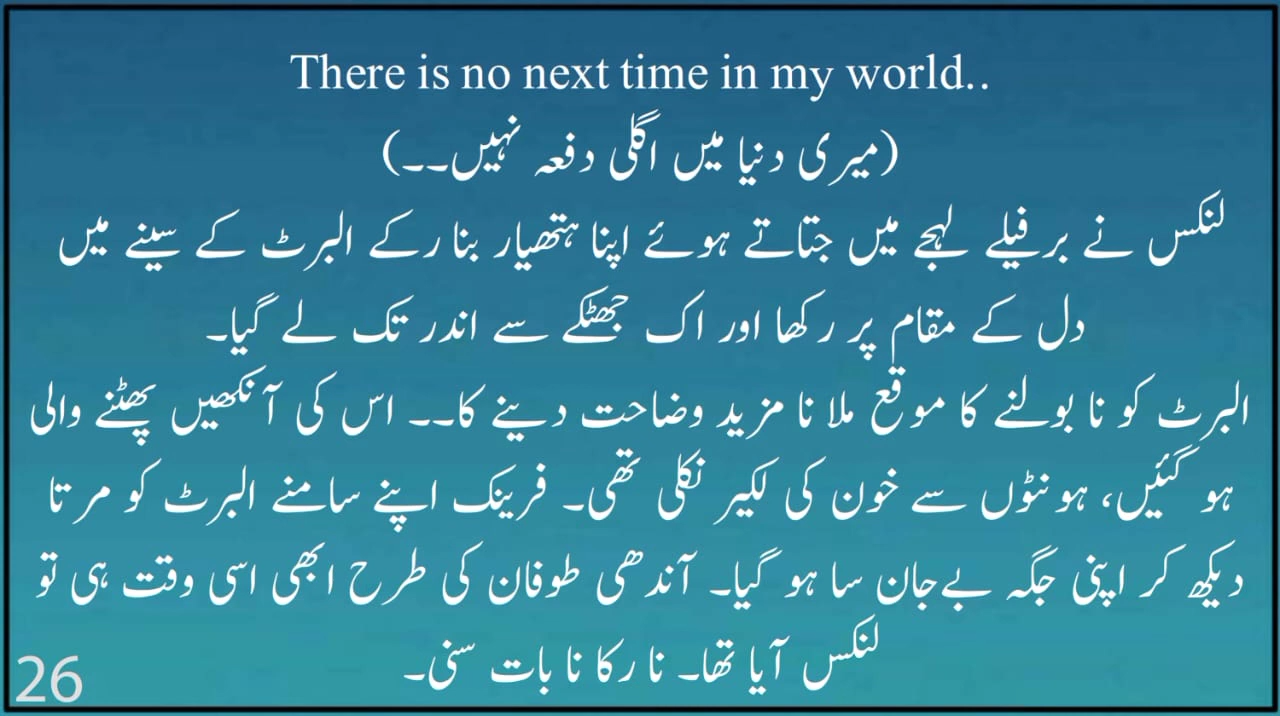 There is no next time in my world..
(میری دنیا میں اگلی دفعہ نہیں۔۔)
لنکس نے برفیلے لہجے میں جتاتے ہوئے اپنا ہتھیار بنا رکے البرٹ کے سینے میں
دل کے مقام پر رکھا اور اک جھٹکے سے اندر تک لے گیا۔
البرٹ کو نا بولنے کا موقع ملا نا مزید وضاحت دینے کا۔۔ اس کی آنکھیں پھٹنے والی
ہو گئیں، ہونٹوں سے خون کی لکیر نکلی تھی۔ فرینک اپنے سامنے البرٹ کو مرتا
دیکھ کر اپنی جگہ بےجان سا ہو گیا۔ آندھی طوفان کی طرح ابھی اسی وقت ہی تو
لنکس آیا تھا۔ نا رکا نا بات سنی۔
26